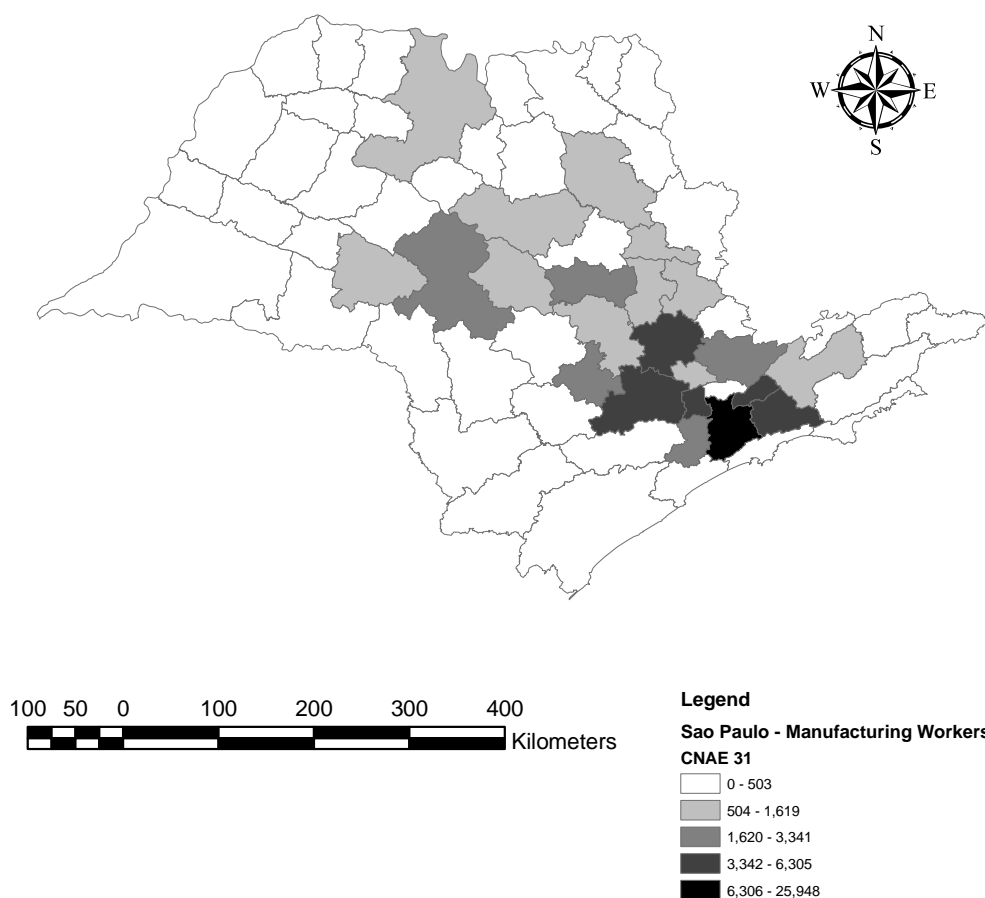 N
W E
S
100 50 0 100 200 300 400
Kilometers
Legend
Sao Paulo - Manufacturing Workers
CNAE 31
0 - 503
504 - 1,619
1,620 - 3,341
3,342 - 6,305
6,306 - 25,948